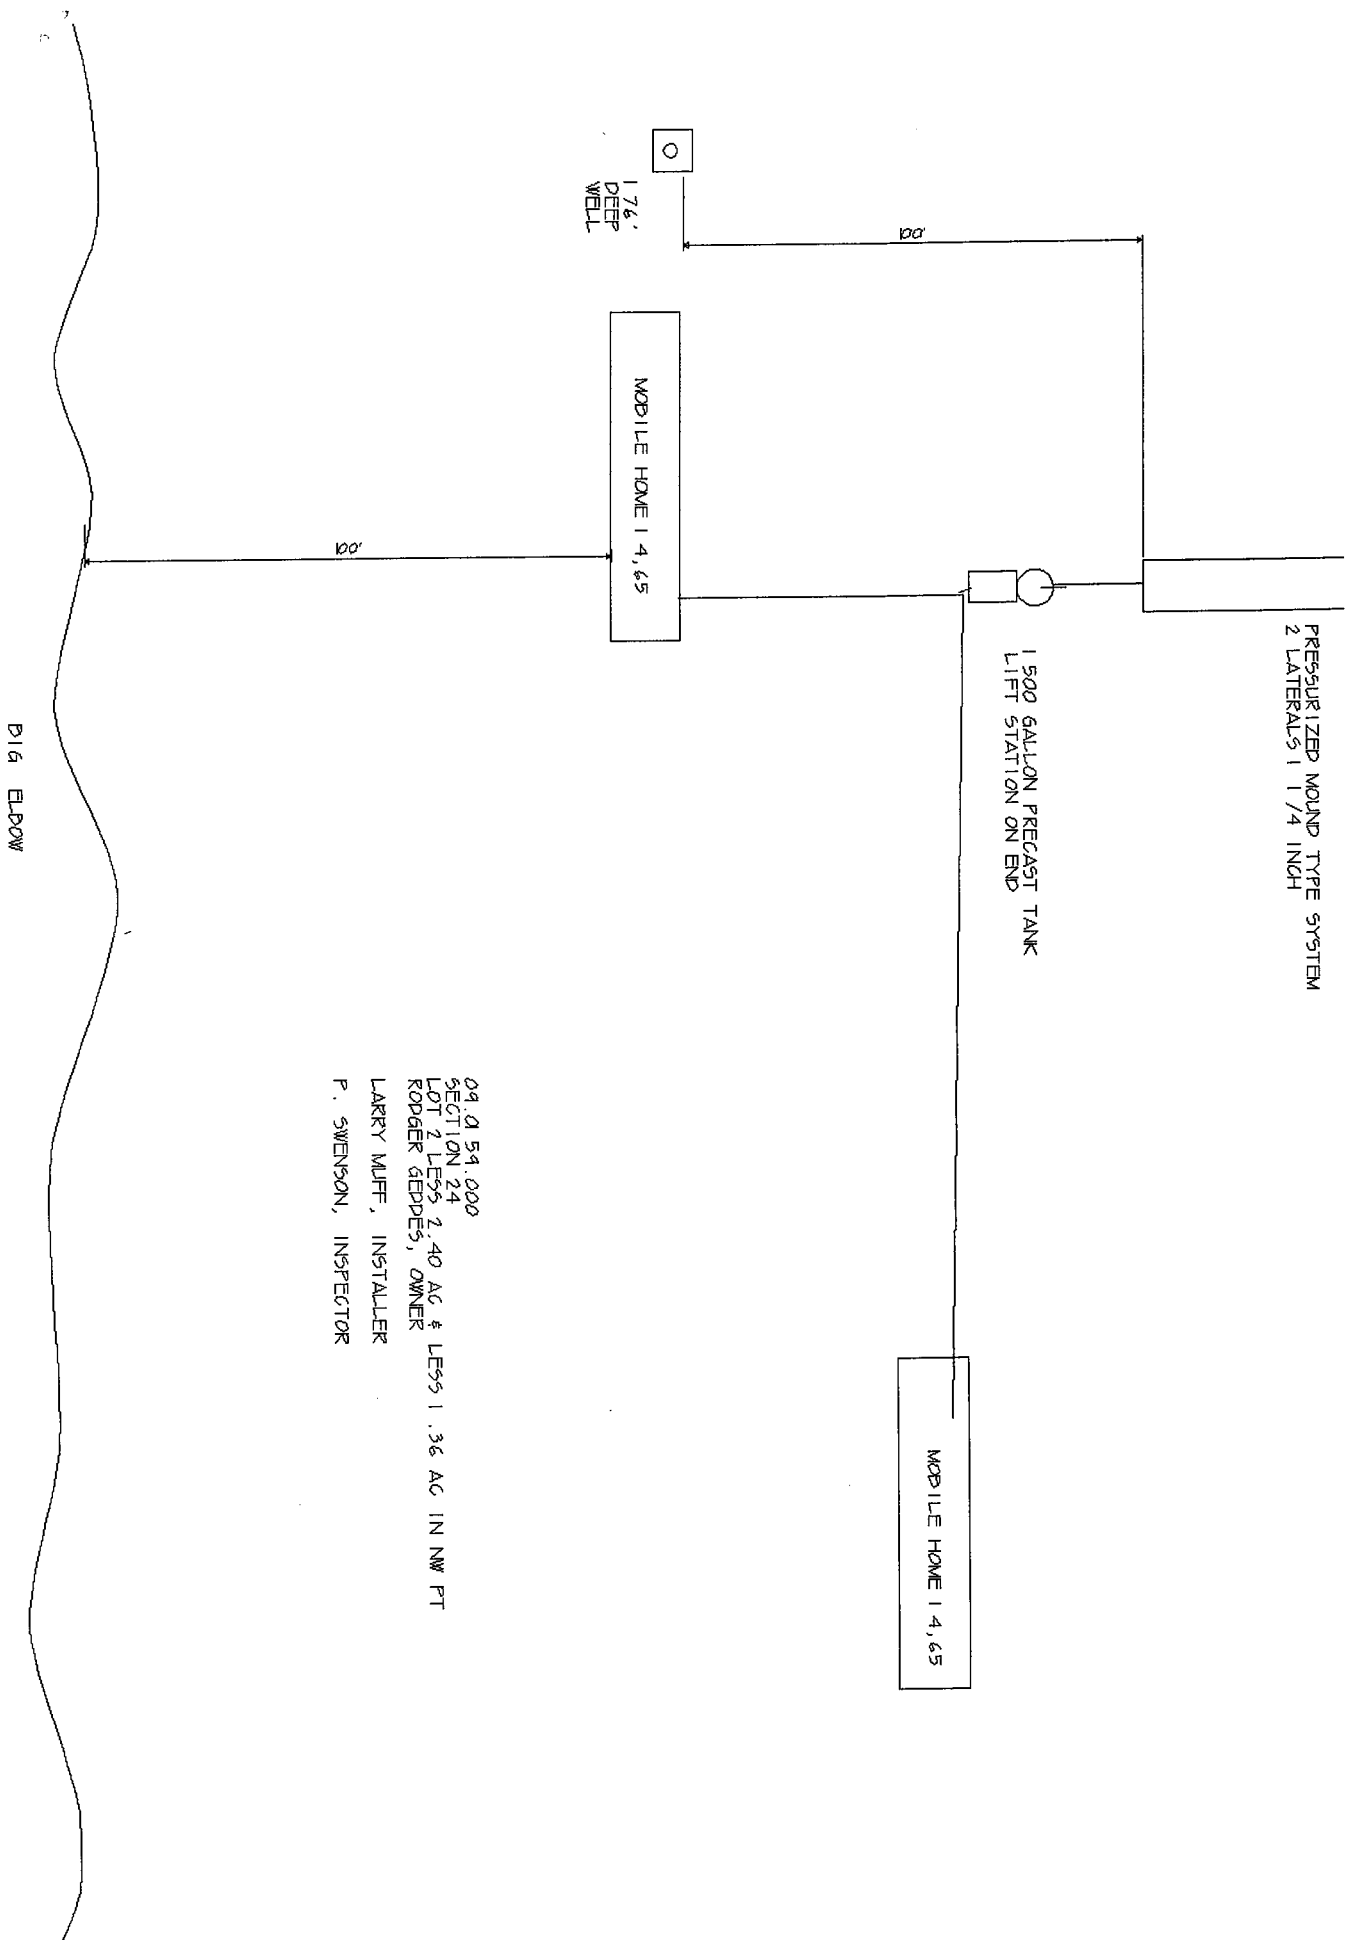 PRESSURIZED MOUND TYPE SYSTEM
2 LATERALS 1 1/4 INCH
1500 GALLON PRECAST TANK
LIFT STATION ON END
100'
176'
DEEP
WELL
MOBILE HOME 14,65
MOBILE HOME 14,65
100'
09.0159.000
SECTION 24
LOT 2 LESS 2.40 AC & LESS 1.36 AC IN NW PT
RODGER GEDDES, OWNER
LARRY MUFF, INSTALLER
P. SWENSON, INSPECTOR
BIG ELBOW